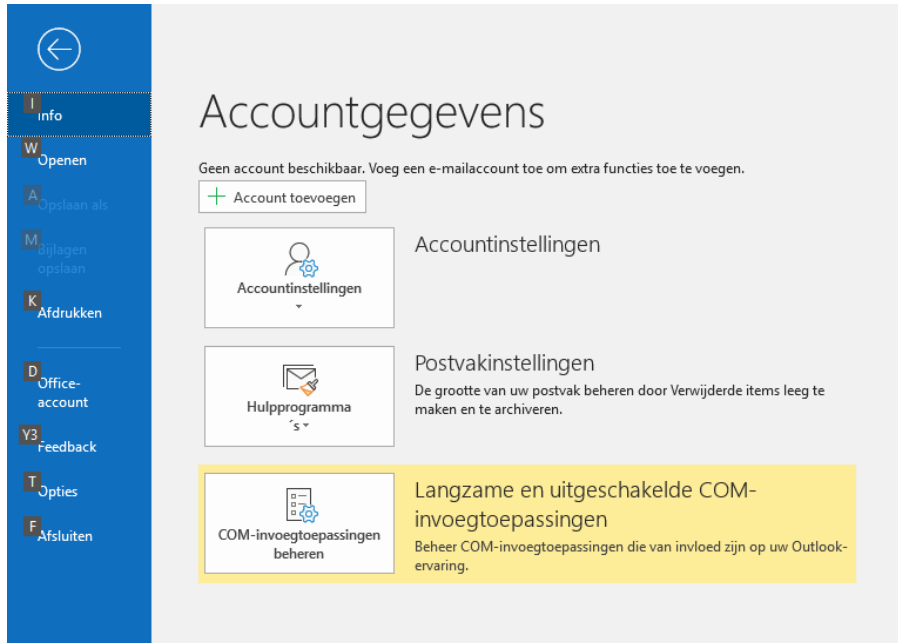 I
Info
W
Openen
A
Opslaan als
M
Bijlagen
opslaan
K
Afdrukken
D
Office-
account
Y3
Feedback
T
Opties
F
Afsluiten
Accountgegevens
Geen account beschikbaar. Voeg een e-mailaccount toe om extra functies toe te voegen.
Account toevoegen
Accountinstellingen
Accountinstellingen
Hulpprogramma
´s
Postvakinstellingen
De grootte van uw postvak beheren door Verwijderde items leeg te
maken en te archiveren.
COM-invoegtoepassingen
beheren
Langzame en uitgeschakelde COM-
invoegtoepassingen
Beheer COM-invoegtoepassingen die van invloed zijn op uw Outlook-
ervaring.